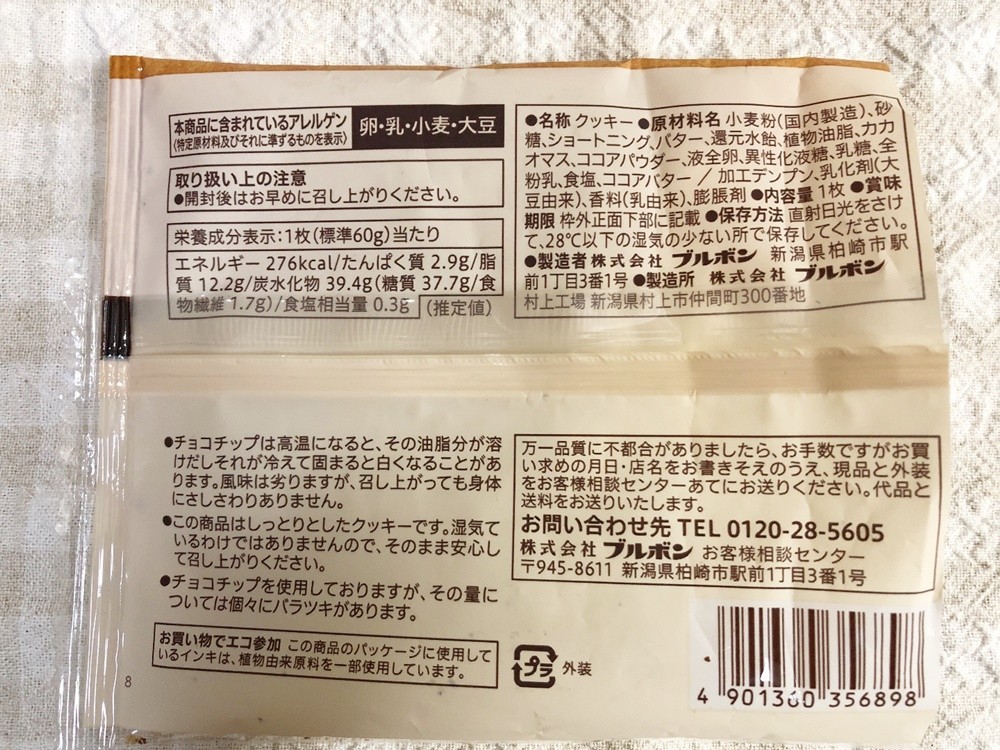 本商品に含まれているアレルゲン
(特定原材料及びそれに準ずるものを表示)
卵・乳・小麦・大豆
取り扱い上の注意
●開封後はお早めに召し上がりください。
栄養成分表示:1枚(標準60g)当たり
エネルギー 276kcal/たんぱく質 2.9g/脂
質 12.2g/炭水化物 39.4g(糖質 37.7g/食
物繊維 1.7g)/食塩相当量 0.3g
(推定値)
●名称 クッキー ●原材料名 小麦粉(国内製造)、砂
糖、ショートニング、バター、還元水飴、植物油脂、カカ
オマス、ココアパウダー、液全卵、異性化液糖、乳糖、全
粉乳、食塩、ココアバター / 加工デンプン、乳化剤(大
豆由来)、香料(乳由来)、膨脹剤 ●内容量 1枚 ●賞味
期限 枠外正面下部に記載 ●保存方法 直射日光をさけ
て、28℃以下の湿気の少ない所で保存してください。
●製造者 株式会社 ブルボン 新潟県柏崎市駅
前1丁目3番1号 ●製造所 株式会社 ブルボン
村上工場 新潟県村上市仲間町300番地
●チョコチップは高温になると、その油脂分が溶
けだしそれが冷えて固まると白くなることがあ
ります。風味は劣りますが、召し上がっても身体
にさしさわりありません。
●この商品はしっとりとしたクッキーです。湿気て
いるわけではありませんので、そのまま安心し
て召し上がりください。
●チョコチップを使用しておりますが、その量に
ついては個々にバラツキがあります。
お買い物でエコ参加 この商品のパッケージに使用して
いるインキは、植物由来原料を一部使用しています。
8
万一品質に不都合がありましたら、お手数ですがお買
い求めの月日・店名をお書きそえのうえ、現品と外装
をお客様相談センターあてにお送りください。代品と
送料をお送りいたします。
お問い合わせ先 TEL 0120-28-5605
株式会社 ブルボン お客様相談センター
〒945-8611 新潟県柏崎市駅前1丁目3番1号
プラ 外装
4 901360 356898